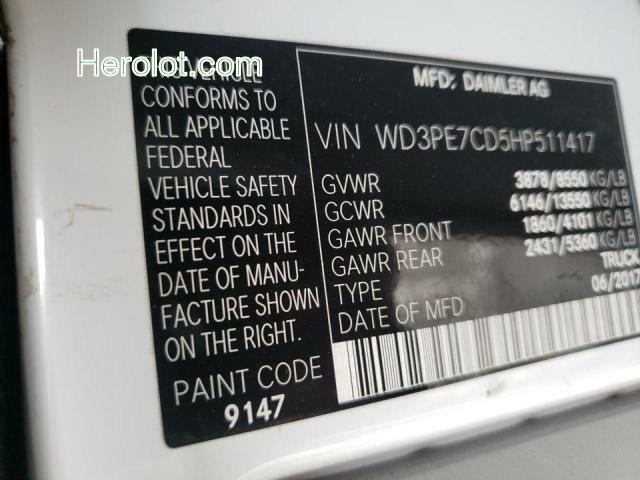 Herolot.com
VEHICLE
CONFORMS TO
ALL APPLICABLE
FEDERAL
VEHICLE SAFETY
STANDARDS IN
EFFECT ON THE
DATE OF MANU-
FACTURE SHOWN
ON THE RIGHT.
PAINT CODE
9147
MFD: DAIMLER AG
VIN WD3PE7CD5HP511417
GVWR 3878/8550 KG/LB
GCWR 6146/13550 KG/LB
GAWR FRONT 1860/4101 KG/LB
GAWR REAR 2431/5360 KG/LB
TYPE TRUCK
DATE OF MFD 06/2017